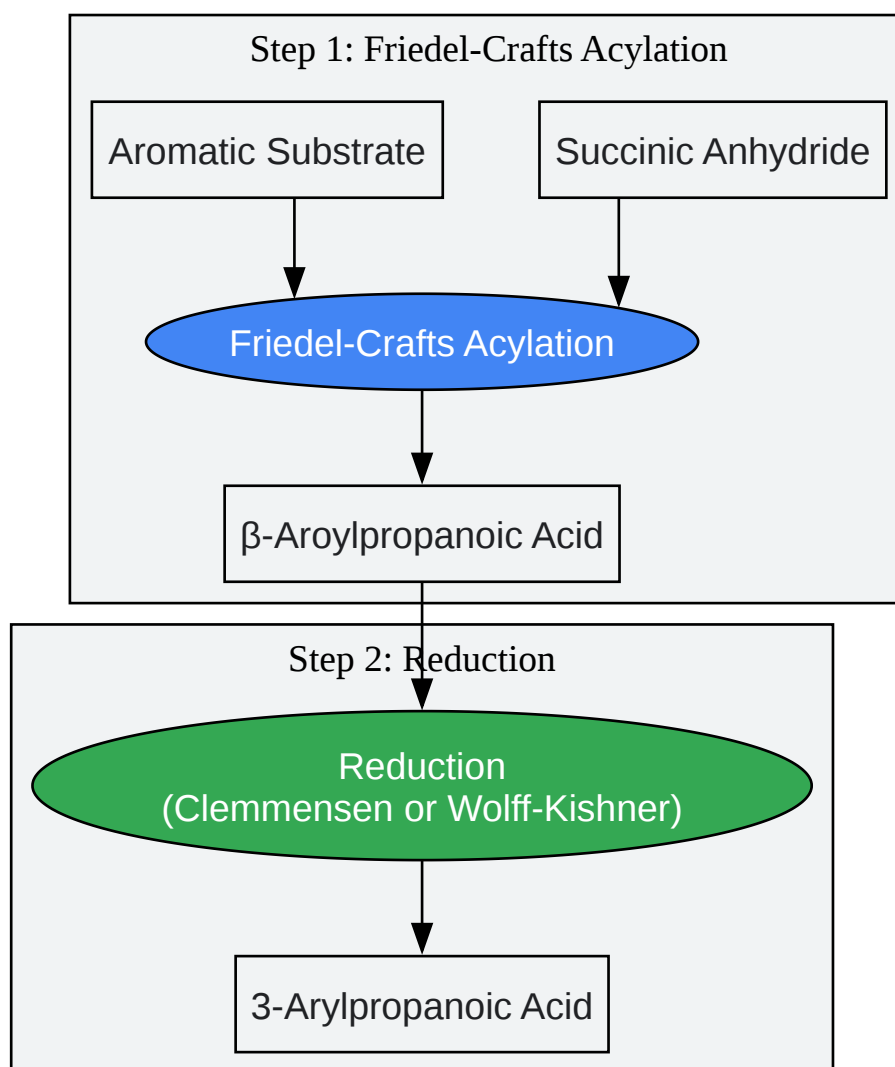 Step 1: Friedel-Crafts Acylation
Aromatic Substrate
Succinic Anhydride
Friedel-Crafts Acylation
β-Aroylpropanoic Acid
Step 2: Reduction
Reduction
(Clemmensen or Wolff-Kishner)
3-Arylpropanoic Acid